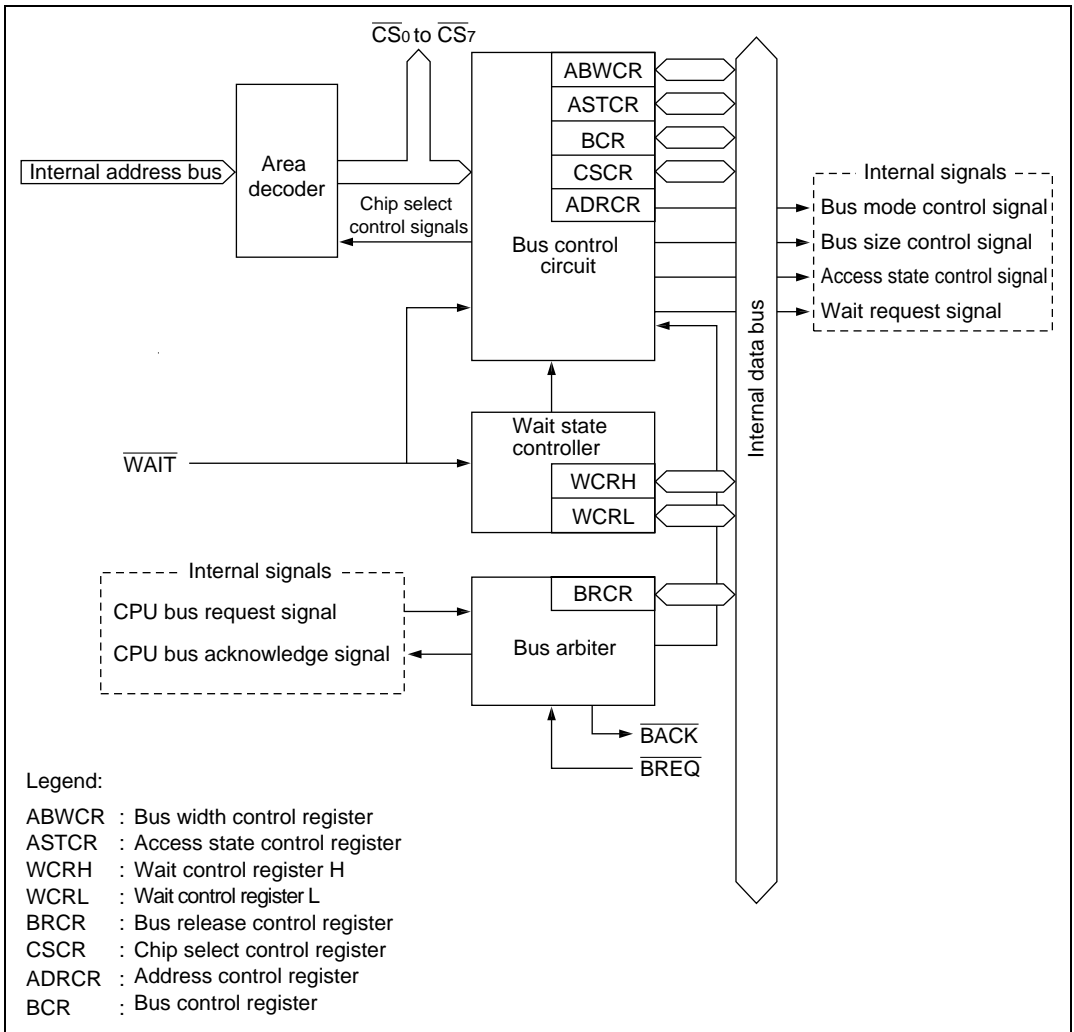 CS0 to CS7
ABWCR
ASTCR
BCR
CSCR
ADRCR
Bus control
circuit
Internal address bus
Area
decoder
Chip select
control signals
Internal signals
Bus mode control signal
Bus size control signal
Access state control signal
Wait request signal
Internal data bus
WAIT
Wait state
controller
WCRH
WCRL
Internal signals
CPU bus request signal
CPU bus acknowledge signal
BRCR
Bus arbiter
BACK
BREQ
Legend:
ABWCR : Bus width control register
ASTCR : Access state control register
WCRH : Wait control register H
WCRL : Wait control register L
BRCR : Bus release control register
CSCR : Chip select control register
ADRCR : Address control register
BCR : Bus control register